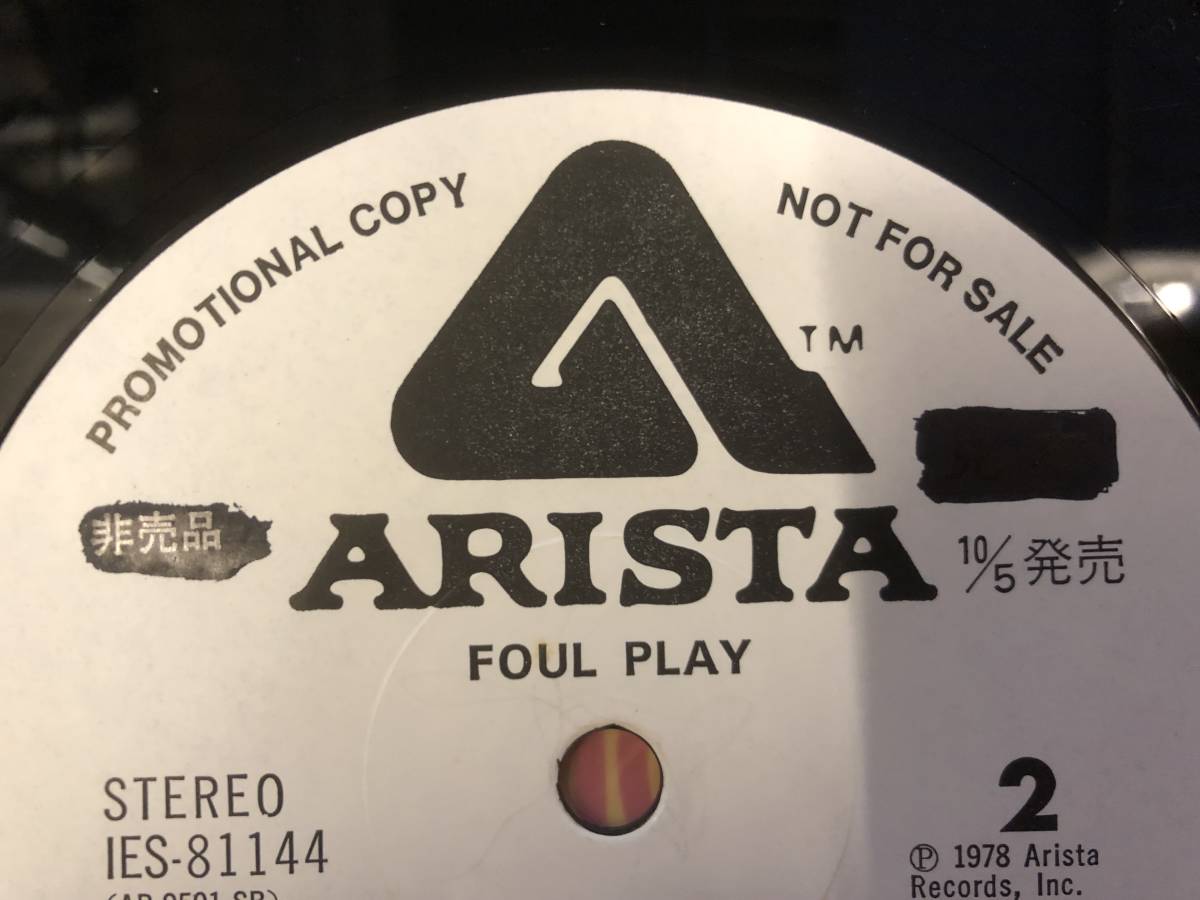 PROMOTIONAL COPY
NOT FOR SALE
TM
非売品
ARISTA
10/5発売
FOUL PLAY
STEREO
IES-81144
2
Ⓟ 1978 Arista
Records, Inc.